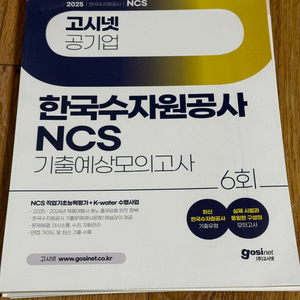 2025 | 한국수자원공사 | NCS
고시넷
공기업
한국수자원공사
NCS
기출예상모의고사
6회
NCS 직업기초능력평가 + K-water 수행사업
최신
한국수자원공사
기출유형
실제 시험과
동일한 구성의
모의고사
고시넷 www.gosinet.co.kr
gosinet
(주)고시넷